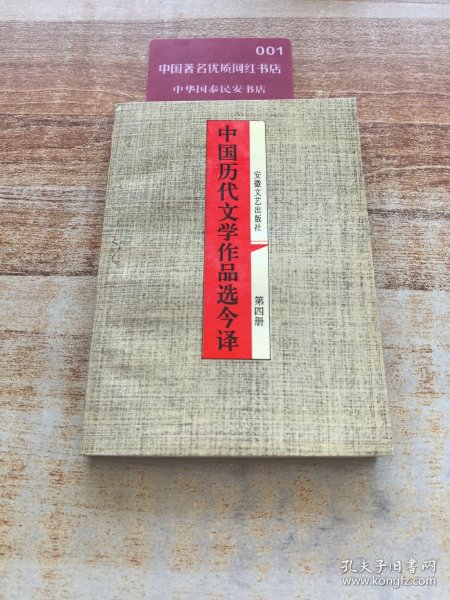 001
中国著名优质网红书店
中华国泰民安书店
中国历代文学作品选今译
安徽文艺出版社
第四册
孔夫子旧书网
www.kongfz.com